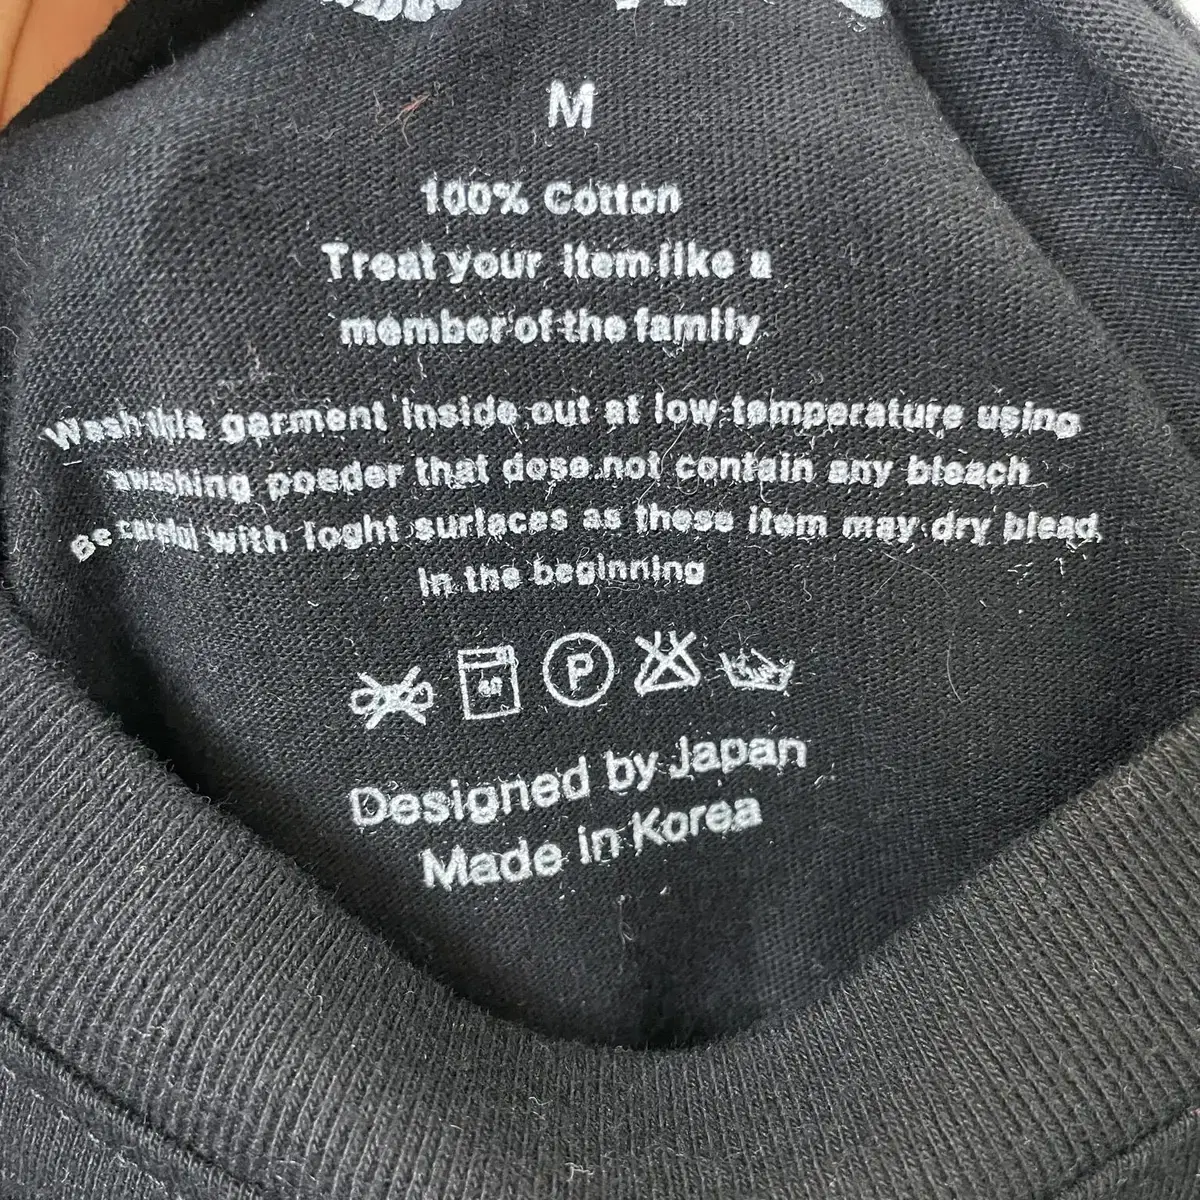 M
100% Cotton
Treat your item like a
member of the family
Wash this garment inside out at low temperature using
a washing poeder that dose not contain any bleach
Be careful with loght surlaces as these item may dry blead,
in the beginning
60
P
Designed by Japan
Made in Korea